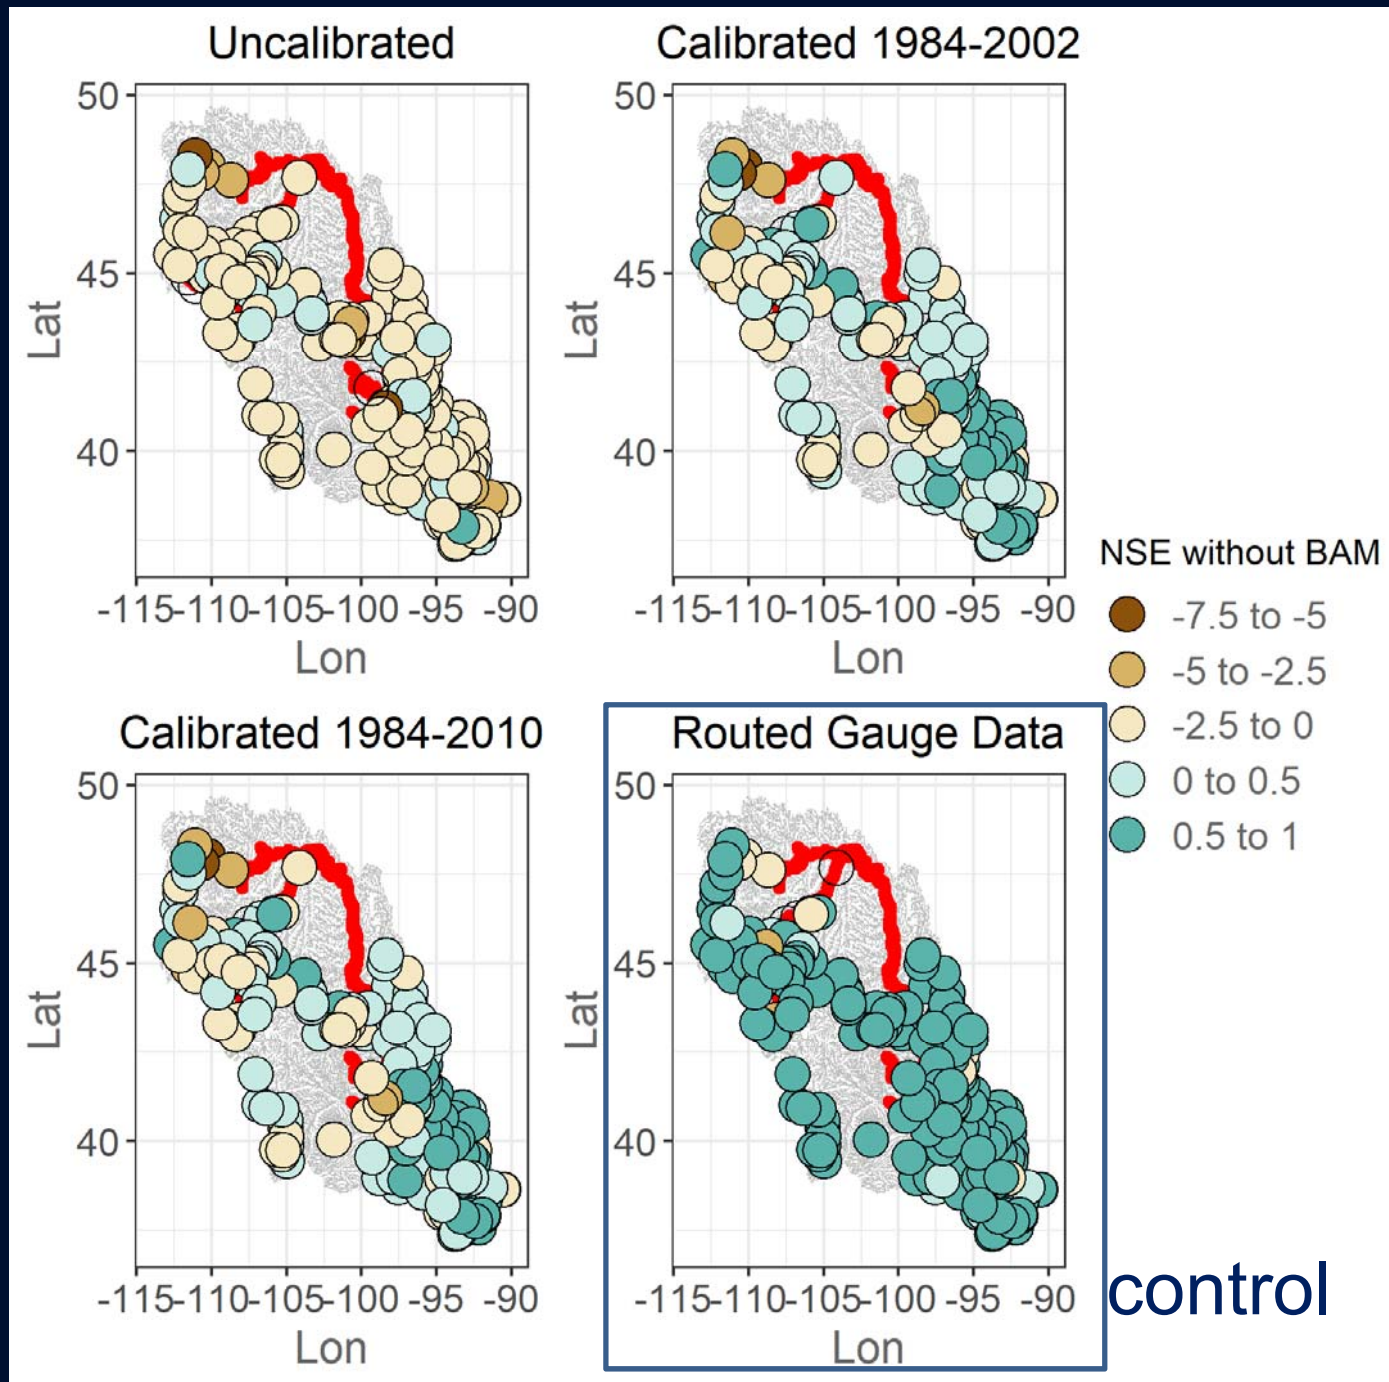 Uncalibrated
Calibrated 1984-2002
50
45
40
Lat
-115 -110 -105 -100 -95 -90
Lon
50
45
40
Lat
-115 -110 -105 -100 -95 -90
Lon
NSE without BAM
-7.5 to -5
-5 to -2.5
-2.5 to 0
0 to 0.5
0.5 to 1
Calibrated 1984-2010
Routed Gauge Data
50
45
40
Lat
-115 -110 -105 -100 -95 -90
Lon
50
45
40
Lat
-115 -110 -105 -100 -95 -90
Lon
control